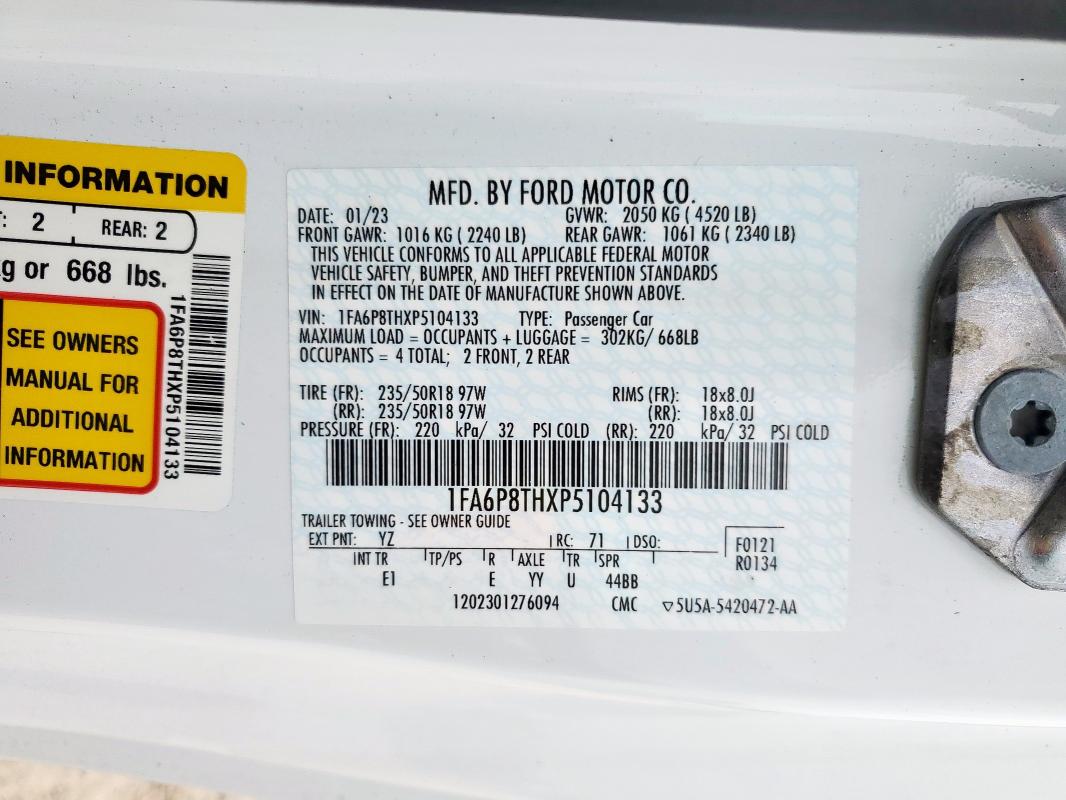 INFORMATION
: 2 REAR: 2
kg or 668 lbs.
SEE OWNERS
MANUAL FOR
ADDITIONAL
INFORMATION
1FA6P8THXP5104133
MFD. BY FORD MOTOR CO.
DATE: 01/23 GVWR: 2050 KG ( 4520 LB)
FRONT GAWR: 1016 KG ( 2240 LB) REAR GAWR: 1061 KG ( 2340 LB)
THIS VEHICLE CONFORMS TO ALL APPLICABLE FEDERAL MOTOR
VEHICLE SAFETY, BUMPER, AND THEFT PREVENTION STANDARDS
IN EFFECT ON THE DATE OF MANUFACTURE SHOWN ABOVE.
VIN: 1FA6P8THXP5104133 TYPE: Passenger Car
MAXIMUM LOAD = OCCUPANTS + LUGGAGE = 302KG/ 668LB
OCCUPANTS = 4 TOTAL; 2 FRONT, 2 REAR
TIRE (FR): 235/50R18 97W RIMS (FR): 18x8.0J
(RR): 235/50R18 97W (RR): 18x8.0J
PRESSURE (FR): 220 kPa/ 32 PSI COLD (RR): 220 kPa/ 32 PSI COLD
1FA6P8THXP5104133
TRAILER TOWING - SEE OWNER GUIDE
EXT PNT: YZ RC: 71 DSO: F0121
INT TR TP/PS R AXLE TR SPR R0134
E1 E YY U 44BB
1202301276094 CMC ▽5U5A-5420472-AA